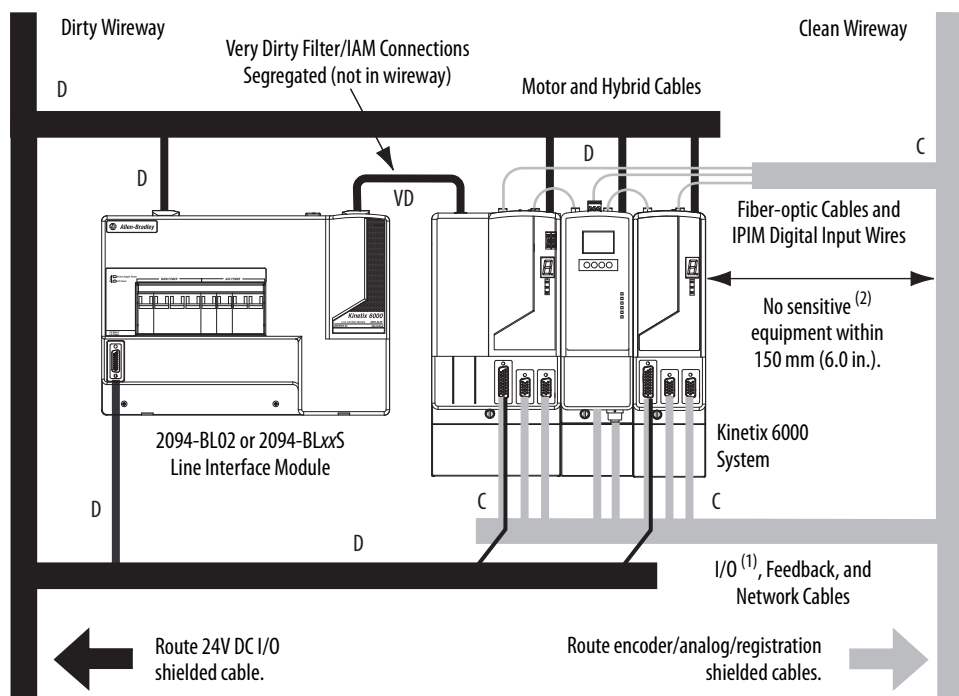 Dirty Wireway
Clean Wireway
Very Dirty Filter/IAM Connections
Segregated (not in wireway)
Motor and Hybrid Cables
D
D
C
D
VD
Fiber-optic Cables and
IPIM Digital Input Wires
Allen-Bradley
Kinetix 6000
No sensitive (2)
equipment within
150 mm (6.0 in.).
2094-BL02 or 2094-BLxxS
Line Interface Module
Kinetix 6000
System
D
C
C
D
I/O (1), Feedback, and
Network Cables
Route 24V DC I/O
shielded cable.
Route encoder/analog/registration
shielded cables.